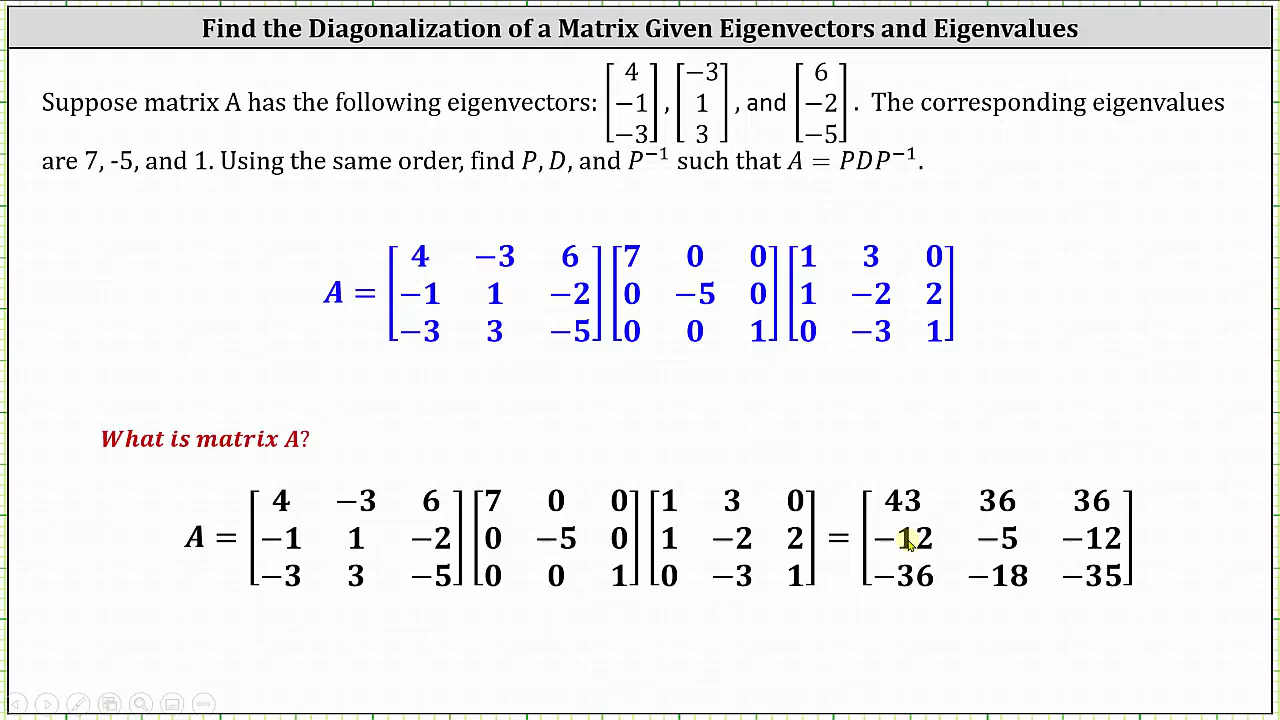 Find the Diagonalization of a Matrix Given Eigenvectors and Eigenvalues
Suppose matrix A has the following eigenvectors: [4 −1 −3], [−3 1 3], and [6 −2 −5]. The corresponding eigenvalues
are 7, -5, and 1. Using the same order, find P, D, and P⁻¹ such that A = PDP⁻¹.
4 −3 6 7 0 0 1 3 0
A = −1 1 −2 0 −5 0 1 −2 2
−3 3 −5 0 0 1 0 −3 1
What is matrix A?
4 −3 6 7 0 0 1 3 0 43 36 36
A = −1 1 −2 0 −5 0 1 −2 2 = −12 −5 −12
−3 3 −5 0 0 1 0 −3 1 −36 −18 −35